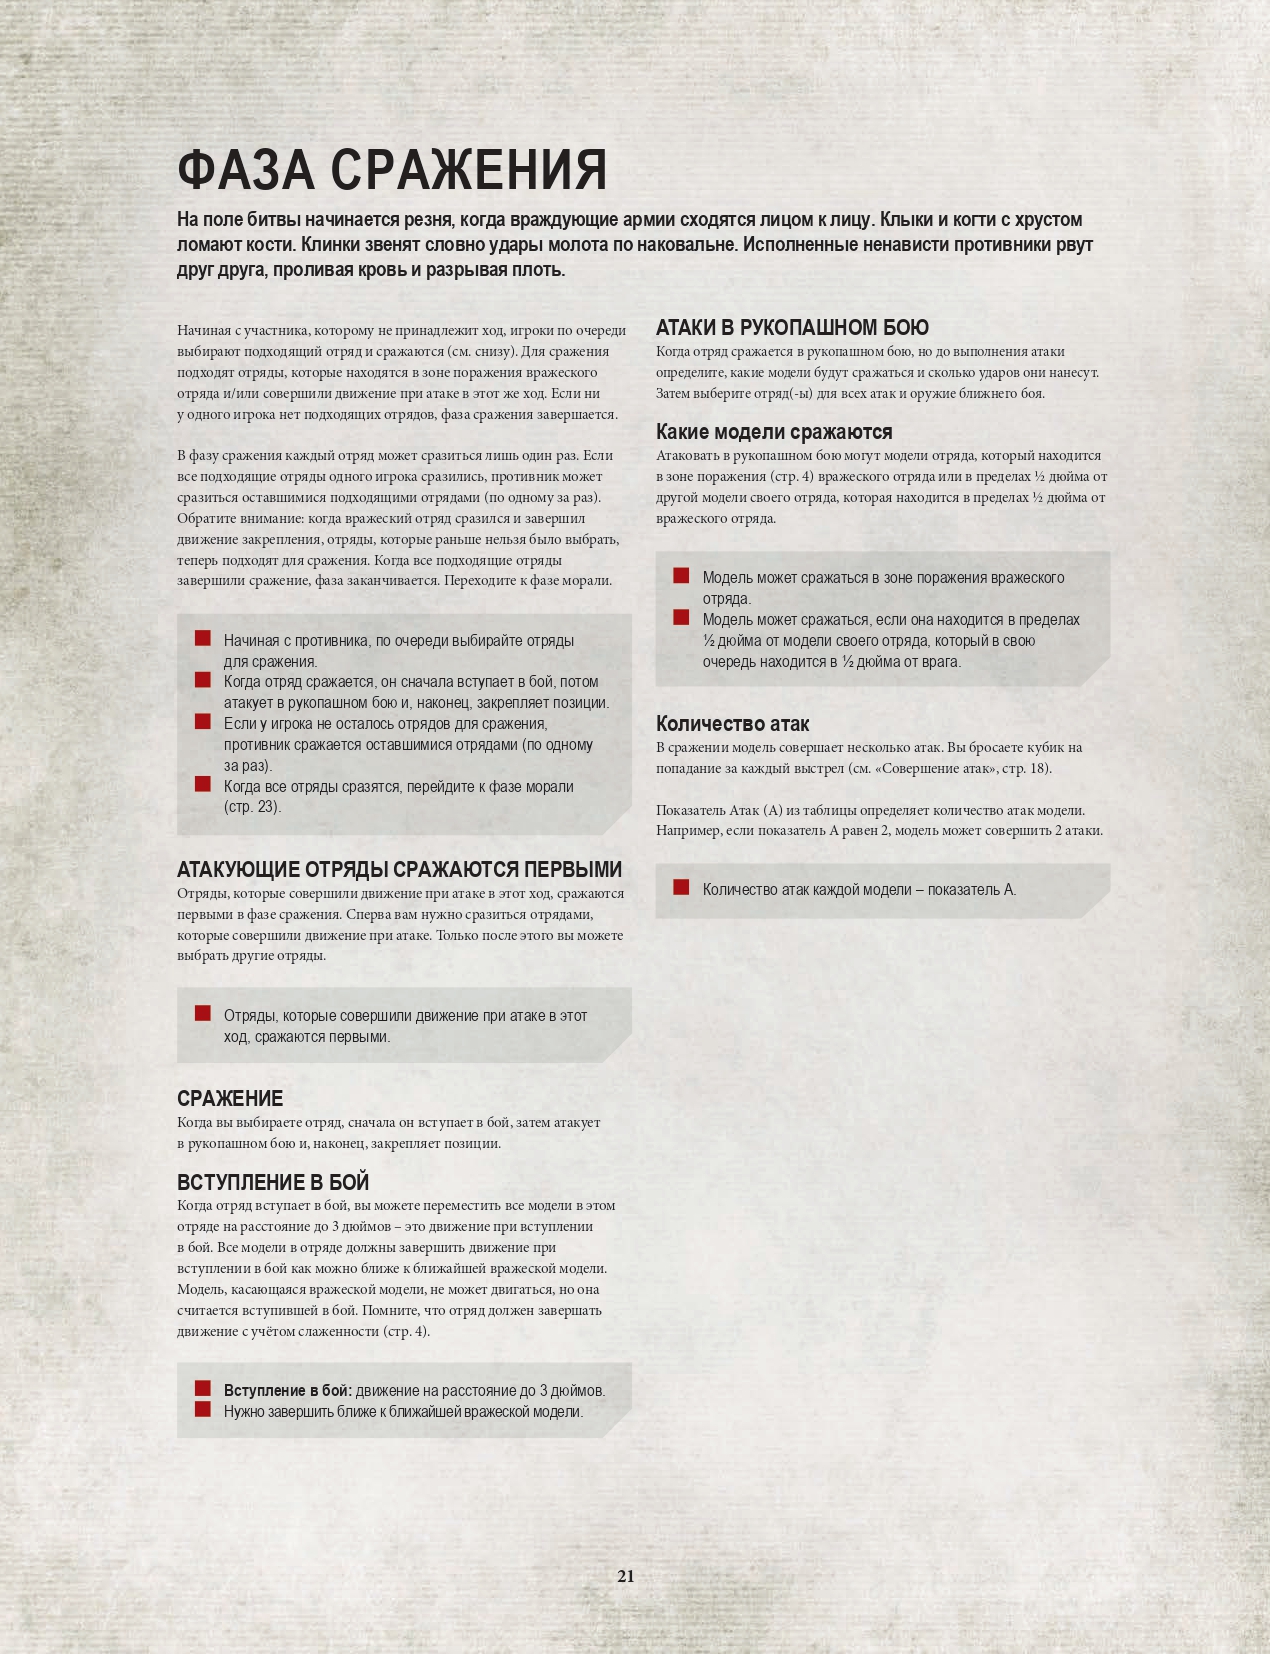 ФАЗА СРАЖЕНИЯ
На поле битвы начинается резня, когда враждующие армии сходятся лицом к лицу. Клыки и когти с хрустом
ломают кости. Клинки звенят словно удары молота по наковальне. Исполненные ненависти противники рвут
друг друга, проливая кровь и разрывая плоть.
Начиная с участника, которому не принадлежит ход, игроки по очереди
выбирают подходящий отряд и сражаются (см. снизу). Для сражения
подходят отряды, которые находятся в зоне поражения вражеского
отряда и/или совершили движение при атаке в этот же ход. Если ни
у одного игрока нет подходящих отрядов, фаза сражения завершается.
В фазу сражения каждый отряд может сразиться лишь один раз. Если
все подходящие отряды одного игрока сразились, противник может
сразиться оставшимися подходящими отрядами (по одному за раз).
Обратите внимание: когда вражеский отряд сразился и завершил
движение закрепления, отряды, которые раньше нельзя было выбрать,
теперь подходят для сражения. Когда все подходящие отряды
завершили сражение, фаза заканчивается. Переходите к фазе морали.
Начиная с противника, по очереди выбирайте отряды
для сражения.
Когда отряд сражается, он сначала вступает в бой, потом
атакует в рукопашном бою и, наконец, закрепляет позиции.
Если у игрока не осталось отрядов для сражения,
противник сражается оставшимися отрядами (по одному
за раз).
Когда все отряды сразятся, перейдите к фазе морали
(стр. 23).
АТАКУЮЩИЕ ОТРЯДЫ СРАЖАЮТСЯ ПЕРВЫМИ
Отряды, которые совершили движение при атаке в этот ход, сражаются
первыми в фазе сражения. Сперва вам нужно сразиться отрядами,
которые совершили движение при атаке. Только после этого вы можете
выбрать другие отряды.
Отряды, которые совершили движение при атаке в этот
ход, сражаются первыми.
СРАЖЕНИЕ
Когда вы выбираете отряд, сначала он вступает в бой, затем атакует
в рукопашном бою и, наконец, закрепляет позиции.
ВСТУПЛЕНИЕ В БОЙ
Когда отряд вступает в бой, вы можете переместить все модели в этом
отряде на расстояние до 3 дюймов – это движение при вступлении
в бой. Все модели в отряде должны завершить движение при
вступлении в бой как можно ближе к ближайшей вражеской модели.
Модель, касающаяся вражеской модели, не может двигаться, но она
считается вступившей в бой. Помните, что отряд должен завершать
движение с учётом слаженности (стр. 4).
Вступление в бой: движение на расстояние до 3 дюймов.
Нужно завершить ближе к ближайшей вражеской модели.
АТАКИ В РУКОПАШНОМ БОЮ
Когда отряд сражается в рукопашном бою, но до выполнения атаки
определите, какие модели будут сражаться и сколько ударов они нанесут.
Затем выберите отряд(-ы) для всех атак и оружие ближнего боя.
Какие модели сражаются
Атаковать в рукопашном бою могут модели отряда, который находится
в зоне поражения (стр. 4) вражеского отряда или в пределах ½ дюйма от
другой модели своего отряда, которая находится в пределах ½ дюйма от
вражеского отряда.
Модель может сражаться в зоне поражения вражеского
отряда.
Модель может сражаться, если она находится в пределах
½ дюйма от модели своего отряда, который в свою
очередь находится в ½ дюйма от врага.
Количество атак
В сражении модель совершает несколько атак. Вы бросаете кубик на
попадание за каждый выстрел (см. «Совершение атак», стр. 18).
Показатель Атак (А) из таблицы определяет количество атак модели.
Например, если показатель А равен 2, модель может совершить 2 атаки.
Количество атак каждой модели – показатель А.
21